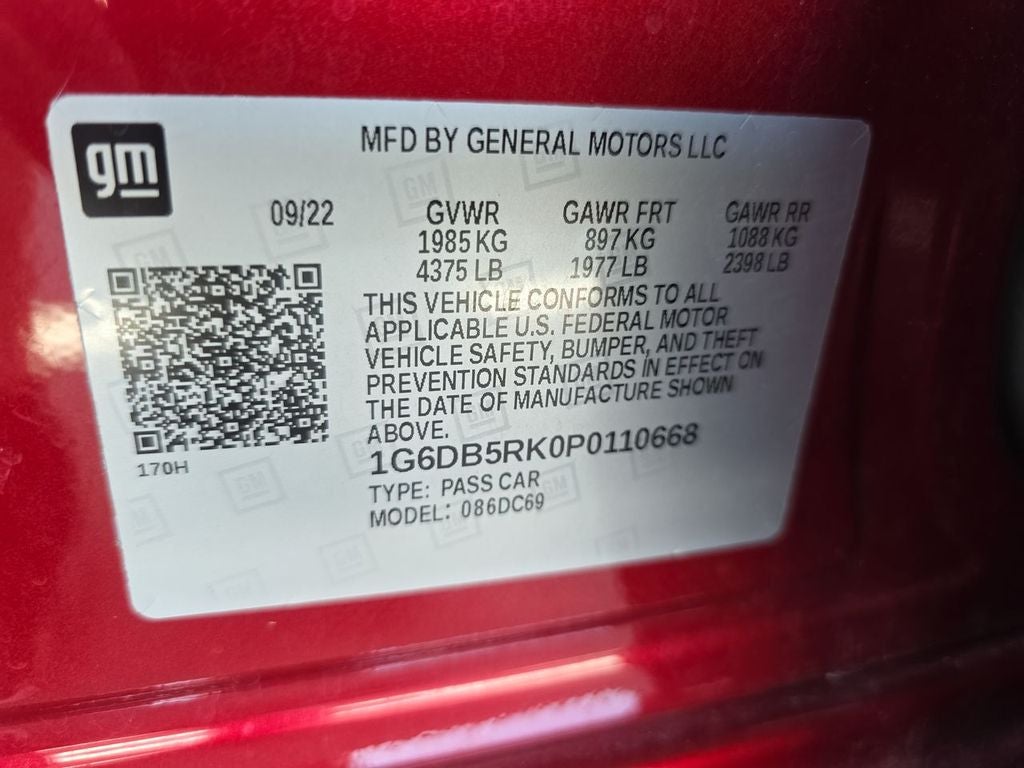 gm
MFD BY GENERAL MOTORS LLC
09/22 GVWR GAWR FRT GAWR RR
1985 KG 897 KG 1088 KG
4375 LB 1977 LB 2398 LB
THIS VEHICLE CONFORMS TO ALL
APPLICABLE U.S. FEDERAL MOTOR
VEHICLE SAFETY, BUMPER, AND THEFT
PREVENTION STANDARDS IN EFFECT ON
THE DATE OF MANUFACTURE SHOWN
ABOVE.
170H
1G6DB5RK0P0110668
TYPE: PASS CAR
MODEL: 086DC69